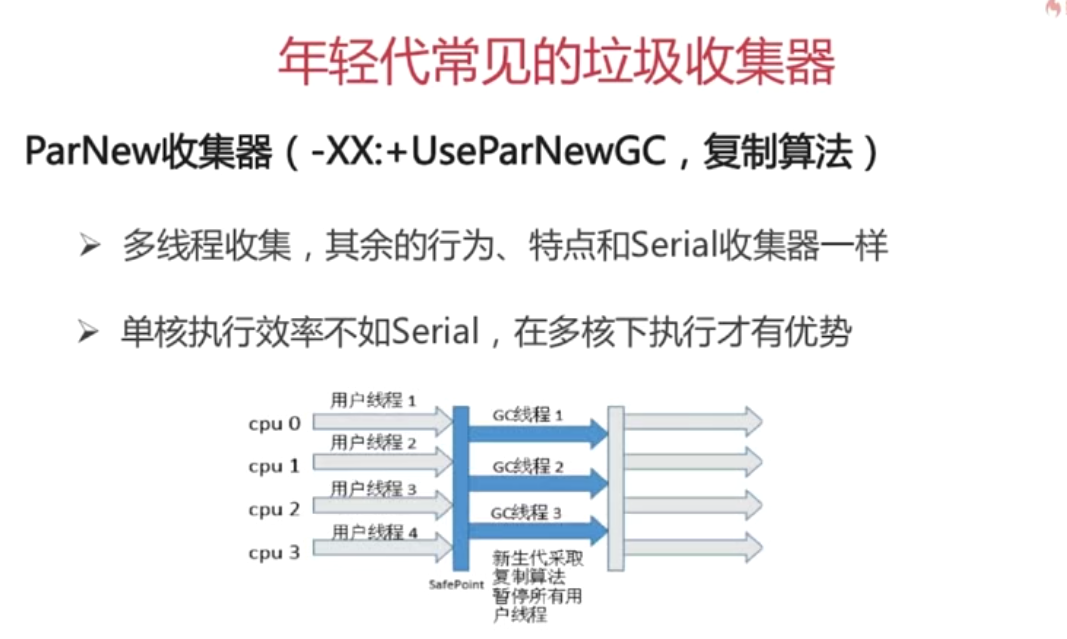 年轻代常见的垃圾收集器
ParNew收集器（-XX:+UseParNewGC，复制算法）
多线程收集，其余的行为、特点和Serial收集器一样
单核执行效率不如Serial，在多核下执行才有优势
用户线程 1
cpu 0
GC线程 1
用户线程 2
cpu 1
GC线程 2
用户线程 3
cpu 2
GC线程 3
用户线程 4
cpu 3
SafePoint
新生代采取
复制算法
暂停所有用
户线程